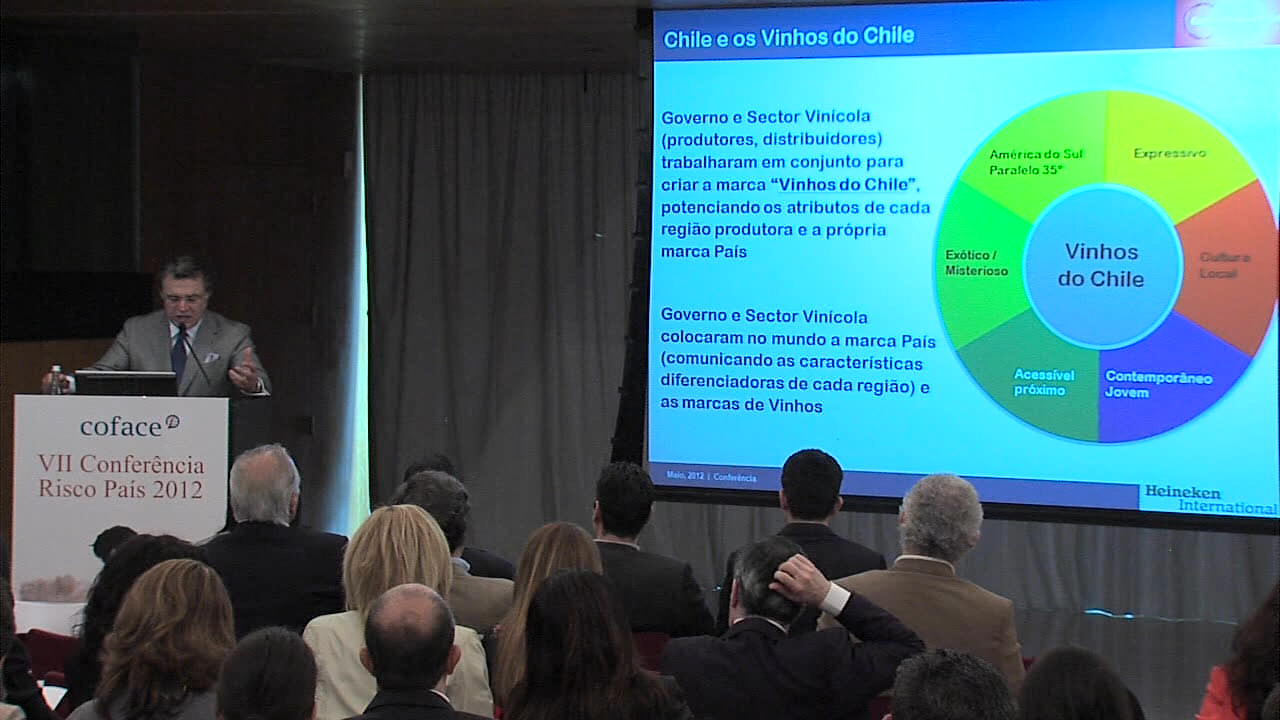 Chile e os Vinhos do Chile
Governo e Sector Vinícola
(produtores, distribuidores)
trabalharam em conjunto para
criar a marca “Vinhos do Chile”,
potenciando os atributos de cada
região produtora e a própria
marca País
Governo e Sector Vinícola
colocaram no mundo a marca País
(comunicando as características
diferenciadoras de cada região) e
as marcas de Vinhos
América do Sul
Paralelo 35º
Expressivo
Cultura
Local
Contemporâneo
Jovem
Acessível
próximo
Exótico /
Misterioso
Vinhos
do Chile
Maio, 2012 | Conferência
Heineken
International
coface
VII Conferência
Risco País 2012